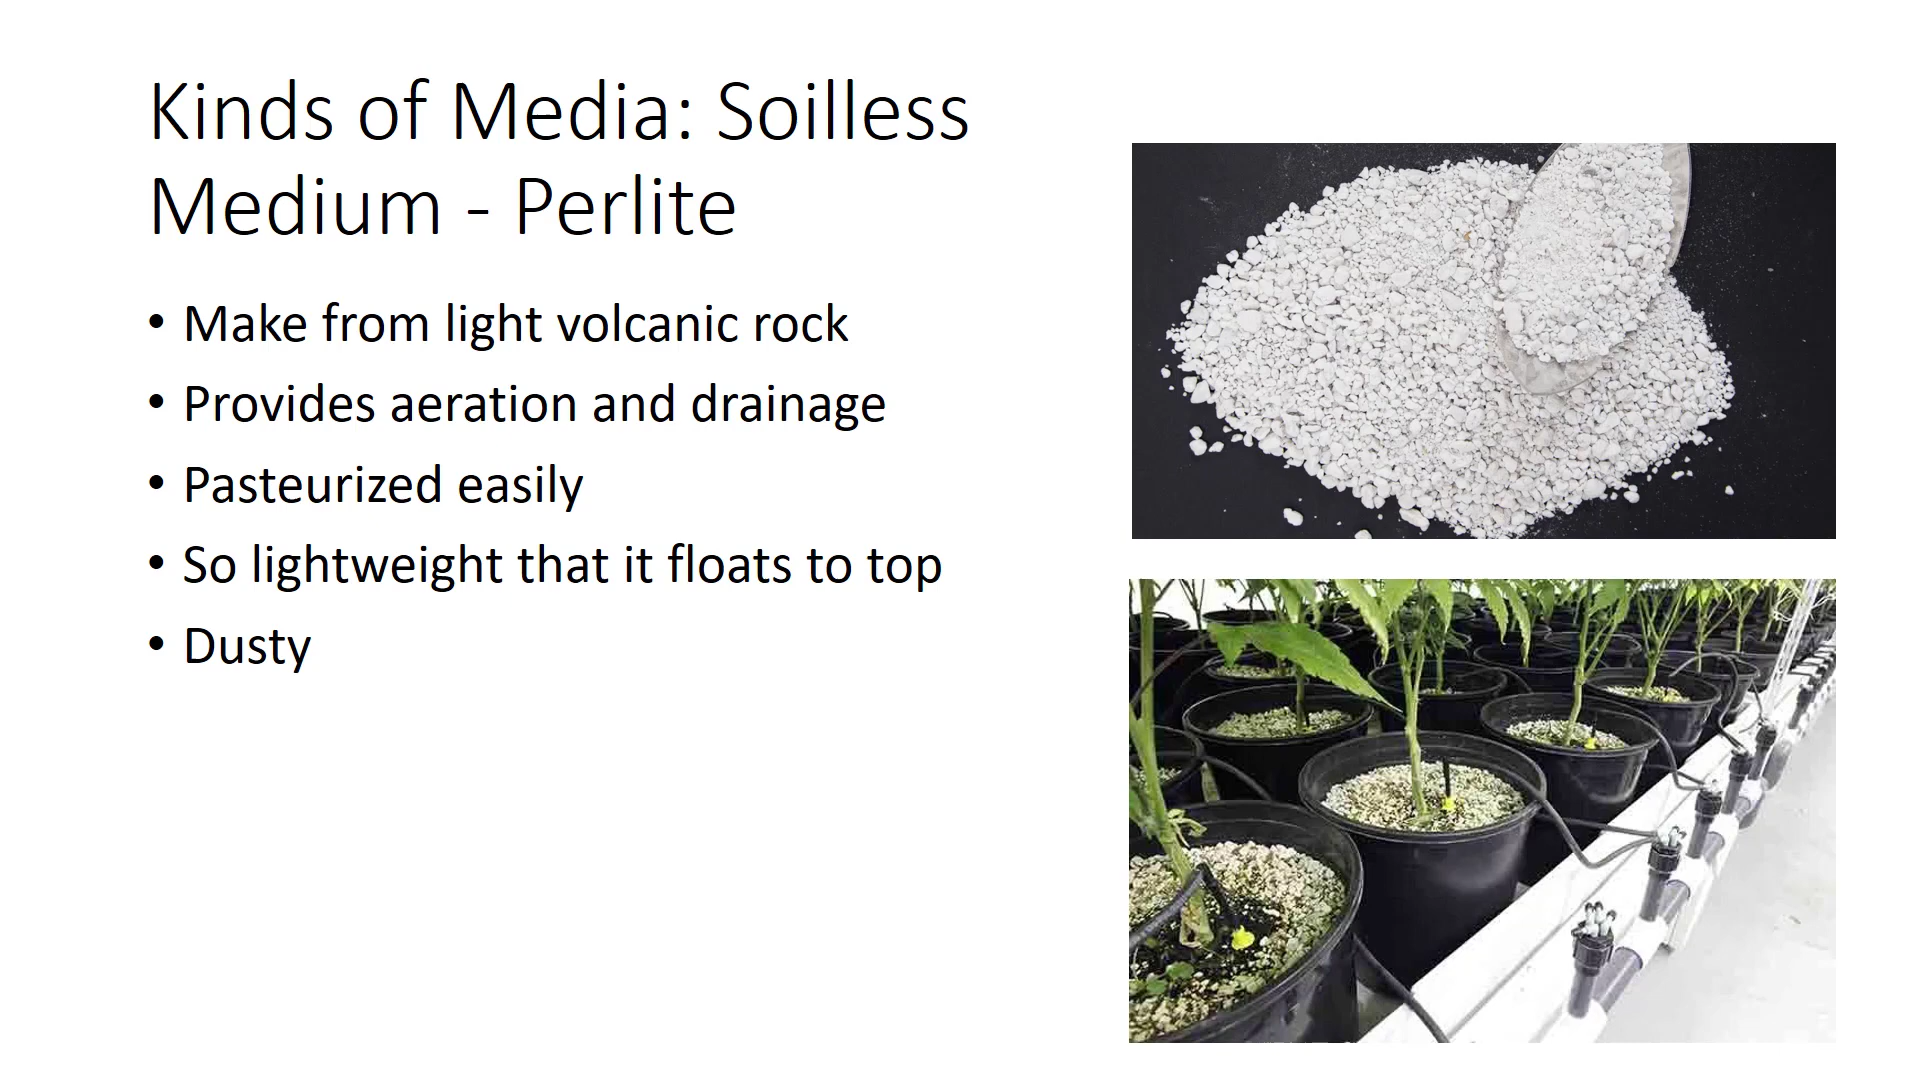 Kinds of Media: Soilless
Medium - Perlite
• Make from light volcanic rock
• Provides aeration and drainage
• Pasteurized easily
• So lightweight that it floats to top
• Dusty